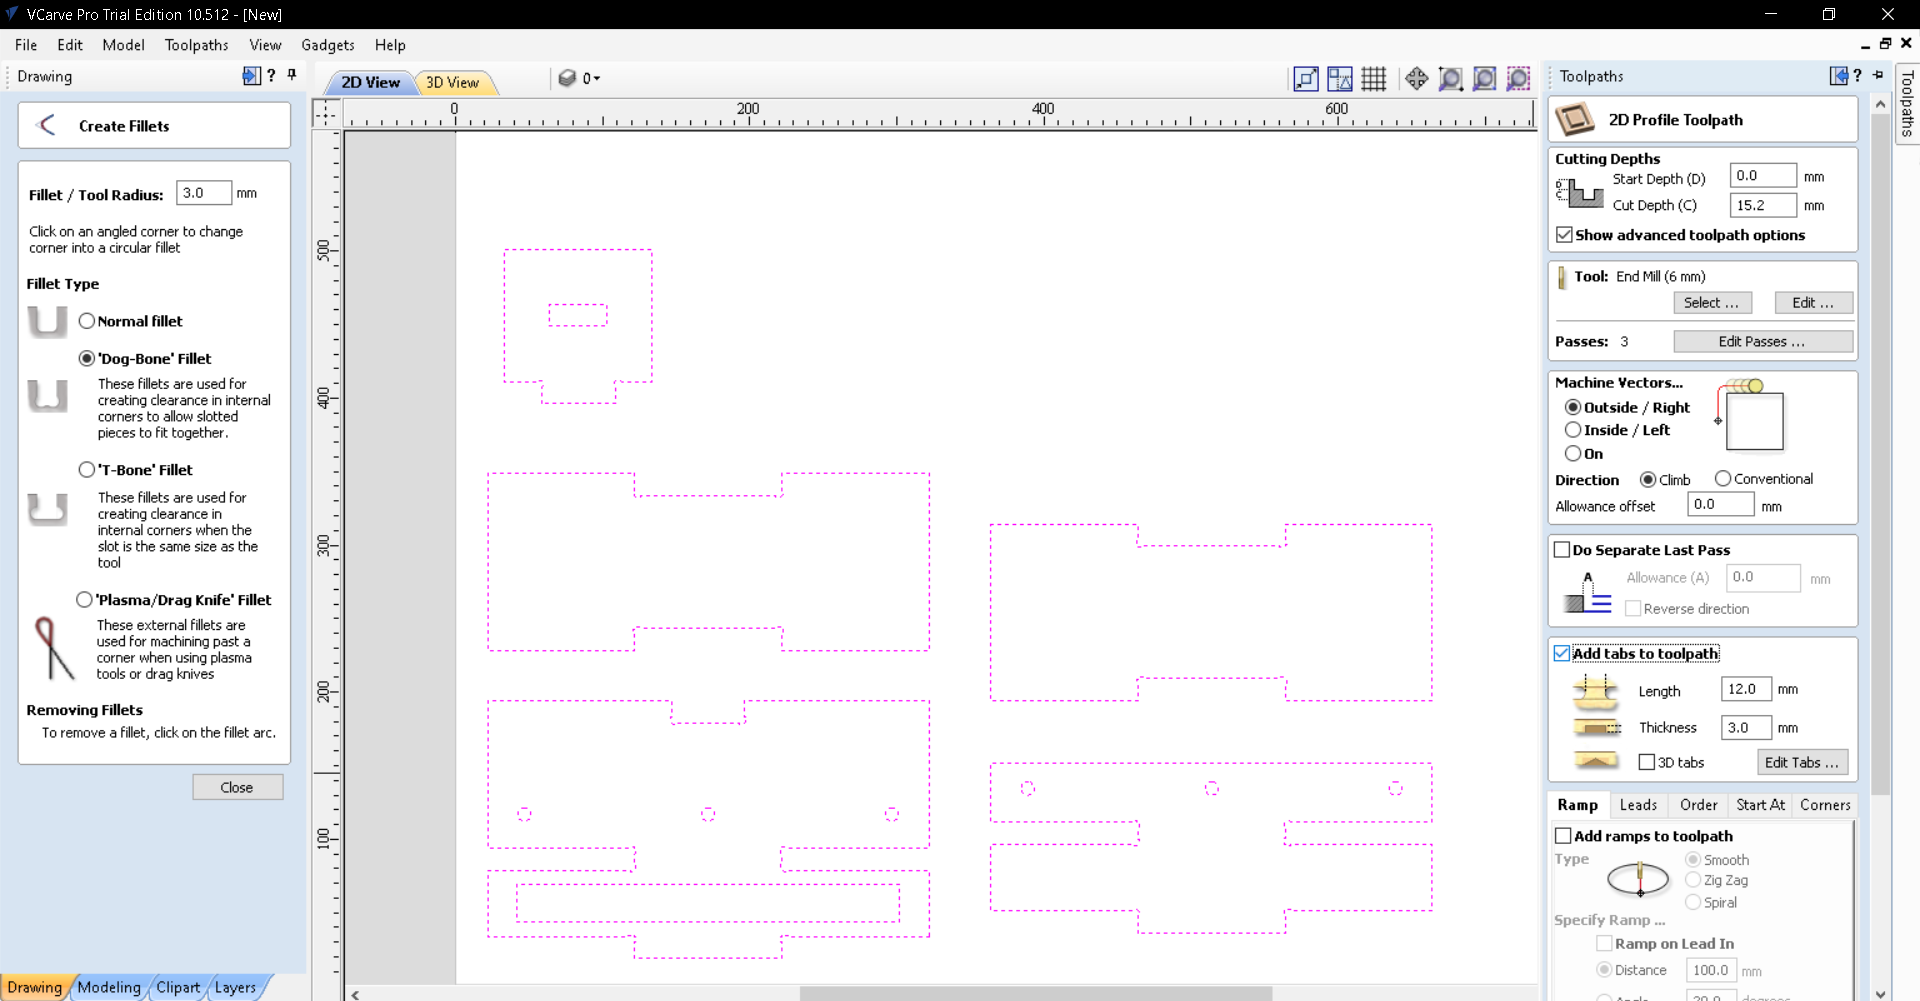 VCarve Pro Trial Edition 10.512 - [New]
File Edit Model Toolpaths View Gadgets Help
Drawing
Create Fillets
Fillet / Tool Radius: 3.0 mm
Click on an angled corner to change
corner into a circular fillet
Fillet Type
Normal fillet
'Dog-Bone' Fillet
These fillets are used for
creating clearance in internal
corners to allow slotted
pieces to fit together.
'T-Bone' Fillet
These fillets are used for
creating clearance in
internal corners when the
slot is the same size as the
tool
'Plasma/Drag Knife' Fillet
These external fillets are
used for machining past a
corner when using plasma
tools or drag knives
Removing Fillets
To remove a fillet, click on the fillet arc.
Close
Drawing Modeling Clipart Layers
2D View 3D View 0
0 200 400 600
500
400
300
200
100
Toolpaths
Toolpaths
2D Profile Toolpath
Cutting Depths
Start Depth (D) 0.0 mm
D
C
Cut Depth (C) 15.2 mm
Show advanced toolpath options
Tool: End Mill (6 mm)
Select ... Edit ...
Passes: 3 Edit Passes ...
Machine Vectors...
Outside / Right
Inside / Left
On
Direction Climb Conventional
Allowance offset 0.0 mm
Do Separate Last Pass
A
Allowance (A) 0.0 mm
Reverse direction
Add tabs to toolpath
Length 12.0 mm
Thickness 3.0 mm
3D tabs Edit Tabs ...
Ramp Leads Order Start At Corners
Add ramps to toolpath
Type Smooth
Zig Zag
Spiral
Specify Ramp ...
Ramp on Lead In
Distance 100.0 mm